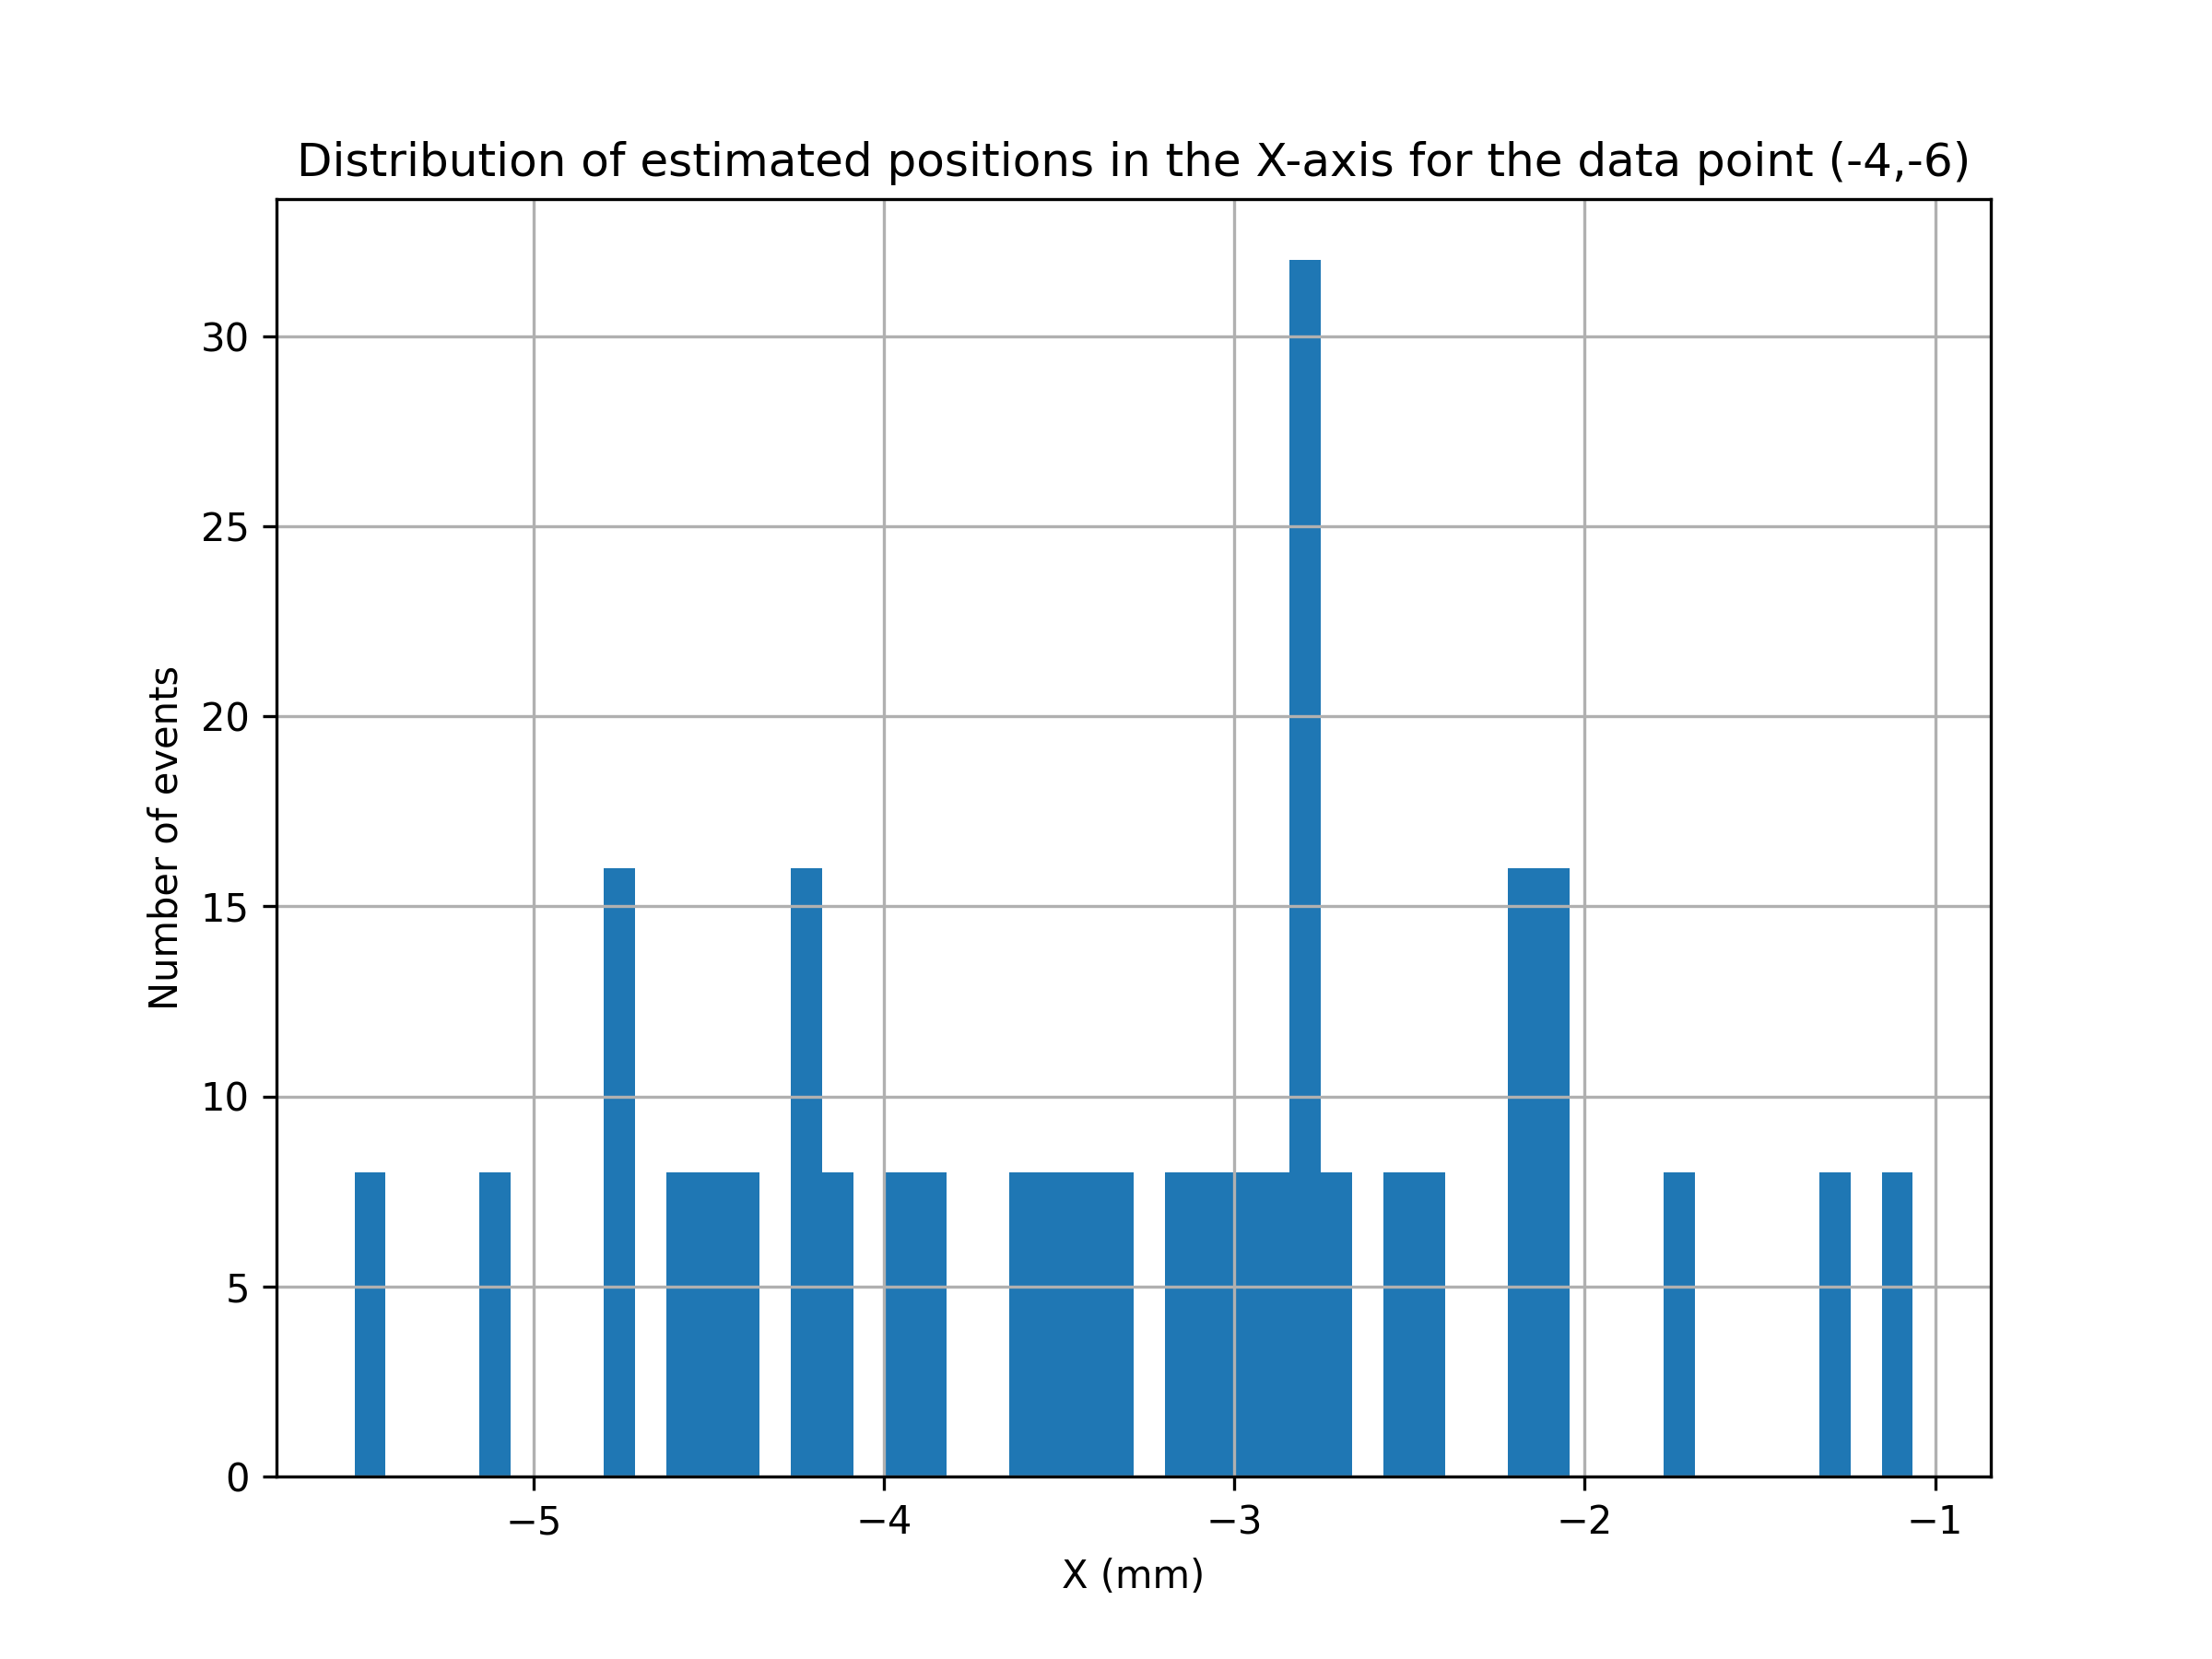 Distribution of estimated positions in the X-axis for the data point (-4,-6)
30
25
20
15
10
5
0
Number of events
−5 −4 −3 −2 −1
X (mm)